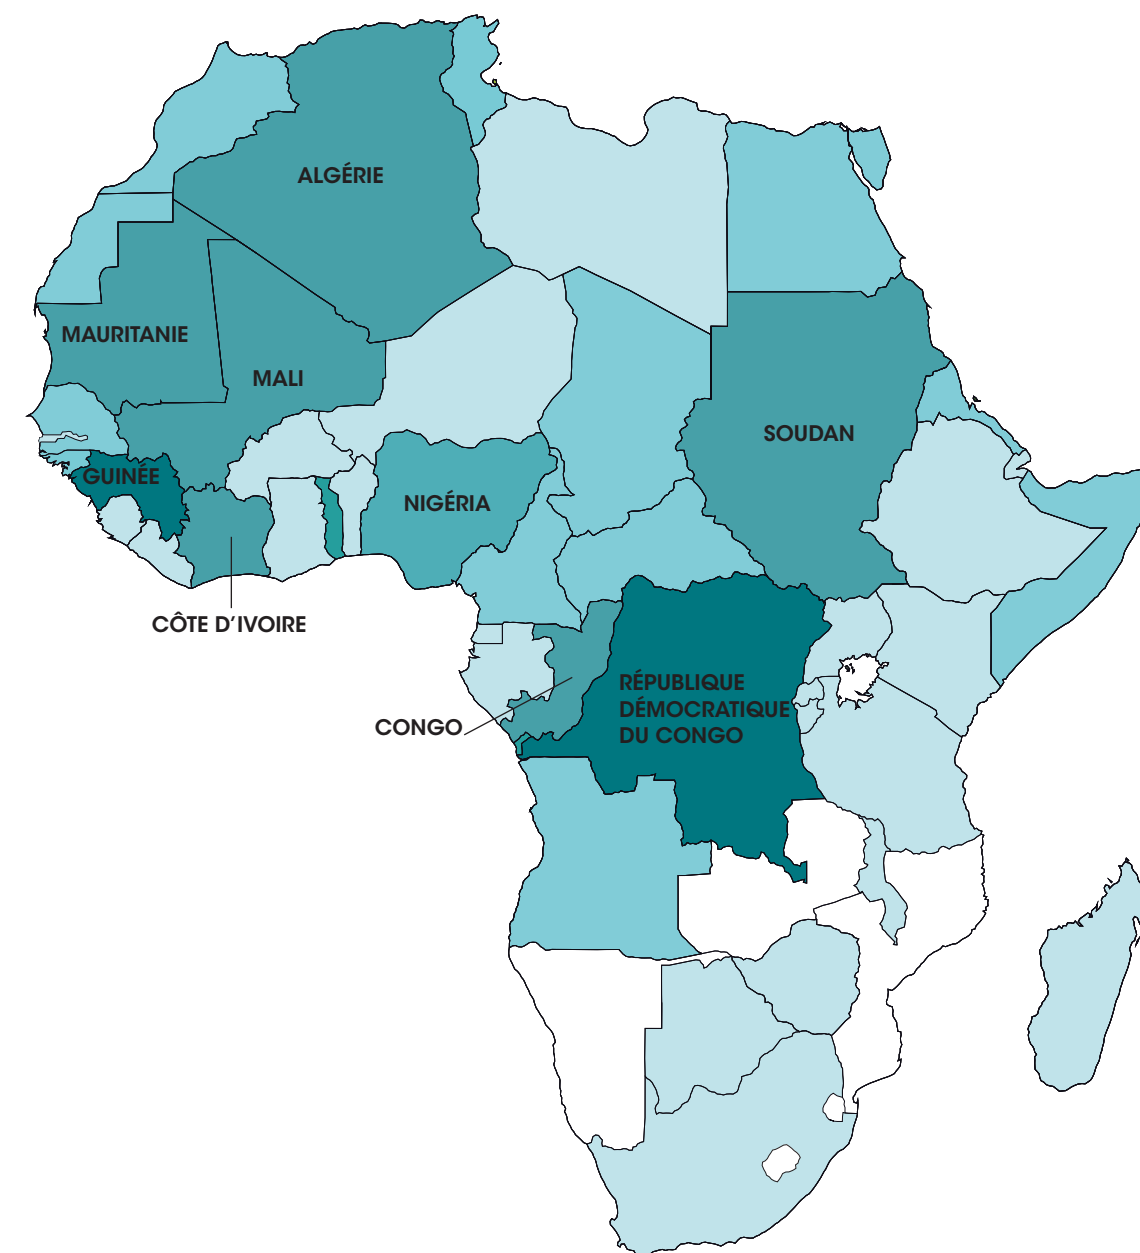 ALGÉRIE
MAURITANIE
MALI
SOUDAN
GUINÉE
NIGÉRIA
CÔTE D’IVOIRE
RÉPUBLIQUE
DÉMOCRATIQUE
DU CONGO
CONGO